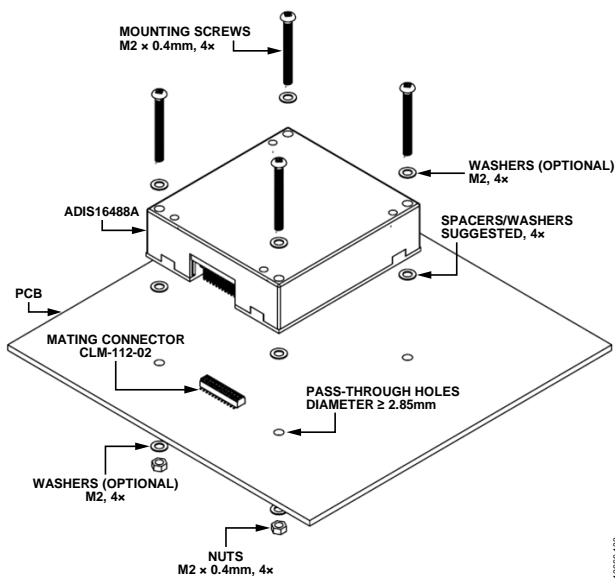 MOUNTING SCREWS
M2 × 0.4mm, 4×
WASHERS (OPTIONAL)
M2, 4×
ADIS16488A
SPACERS/WASHERS
SUGGESTED, 4×
PCB
MATING CONNECTOR
CLM-112-02
PASS-THROUGH HOLES
DIAMETER ≥ 2.85mm
WASHERS (OPTIONAL)
M2, 4×
NUTS
M2 × 0.4mm, 4×